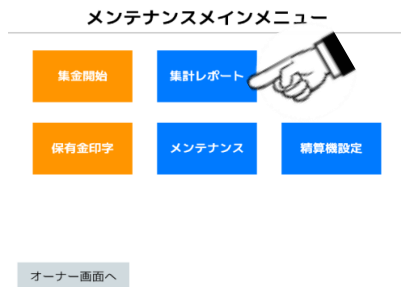 メンテナンスメインメニュー
集金開始
集計レポート
保有金印字
メンテナンス
精算機設定
オーナー画面へ